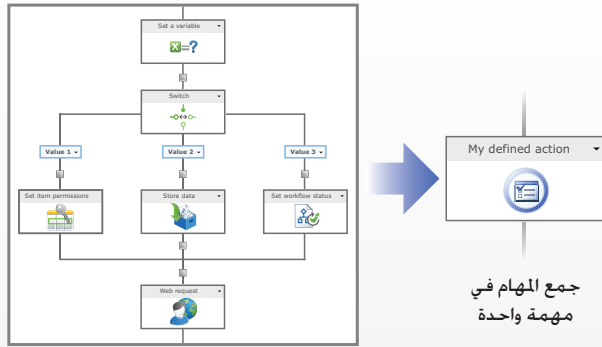 Set a variable
X=?
Switch
Value 1
Value 2
Value 3
Set item permissions
Store data
Set workflow status
Web request
My defined action
جمع المهام في
مهمة واحدة